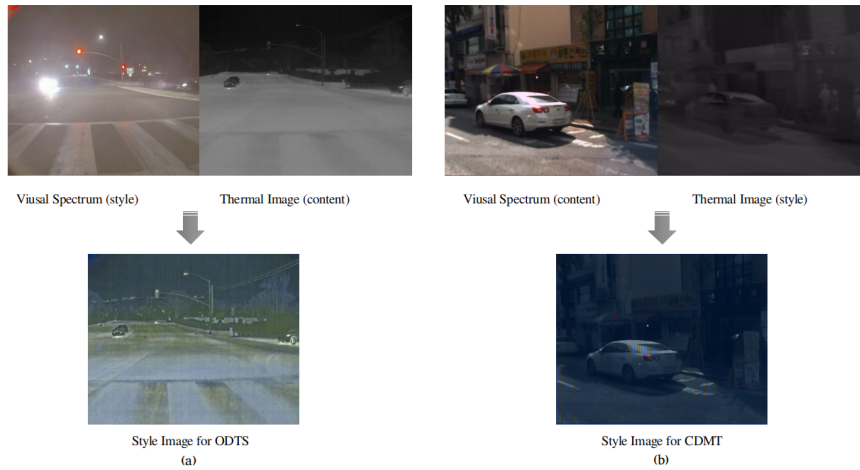 Viusal Spectrum (style)
Thermal Image (content)
Viusal Spectrum (content)
Thermal Image (style)
Style Image for ODTS
(a)
Style Image for CDMT
(b)